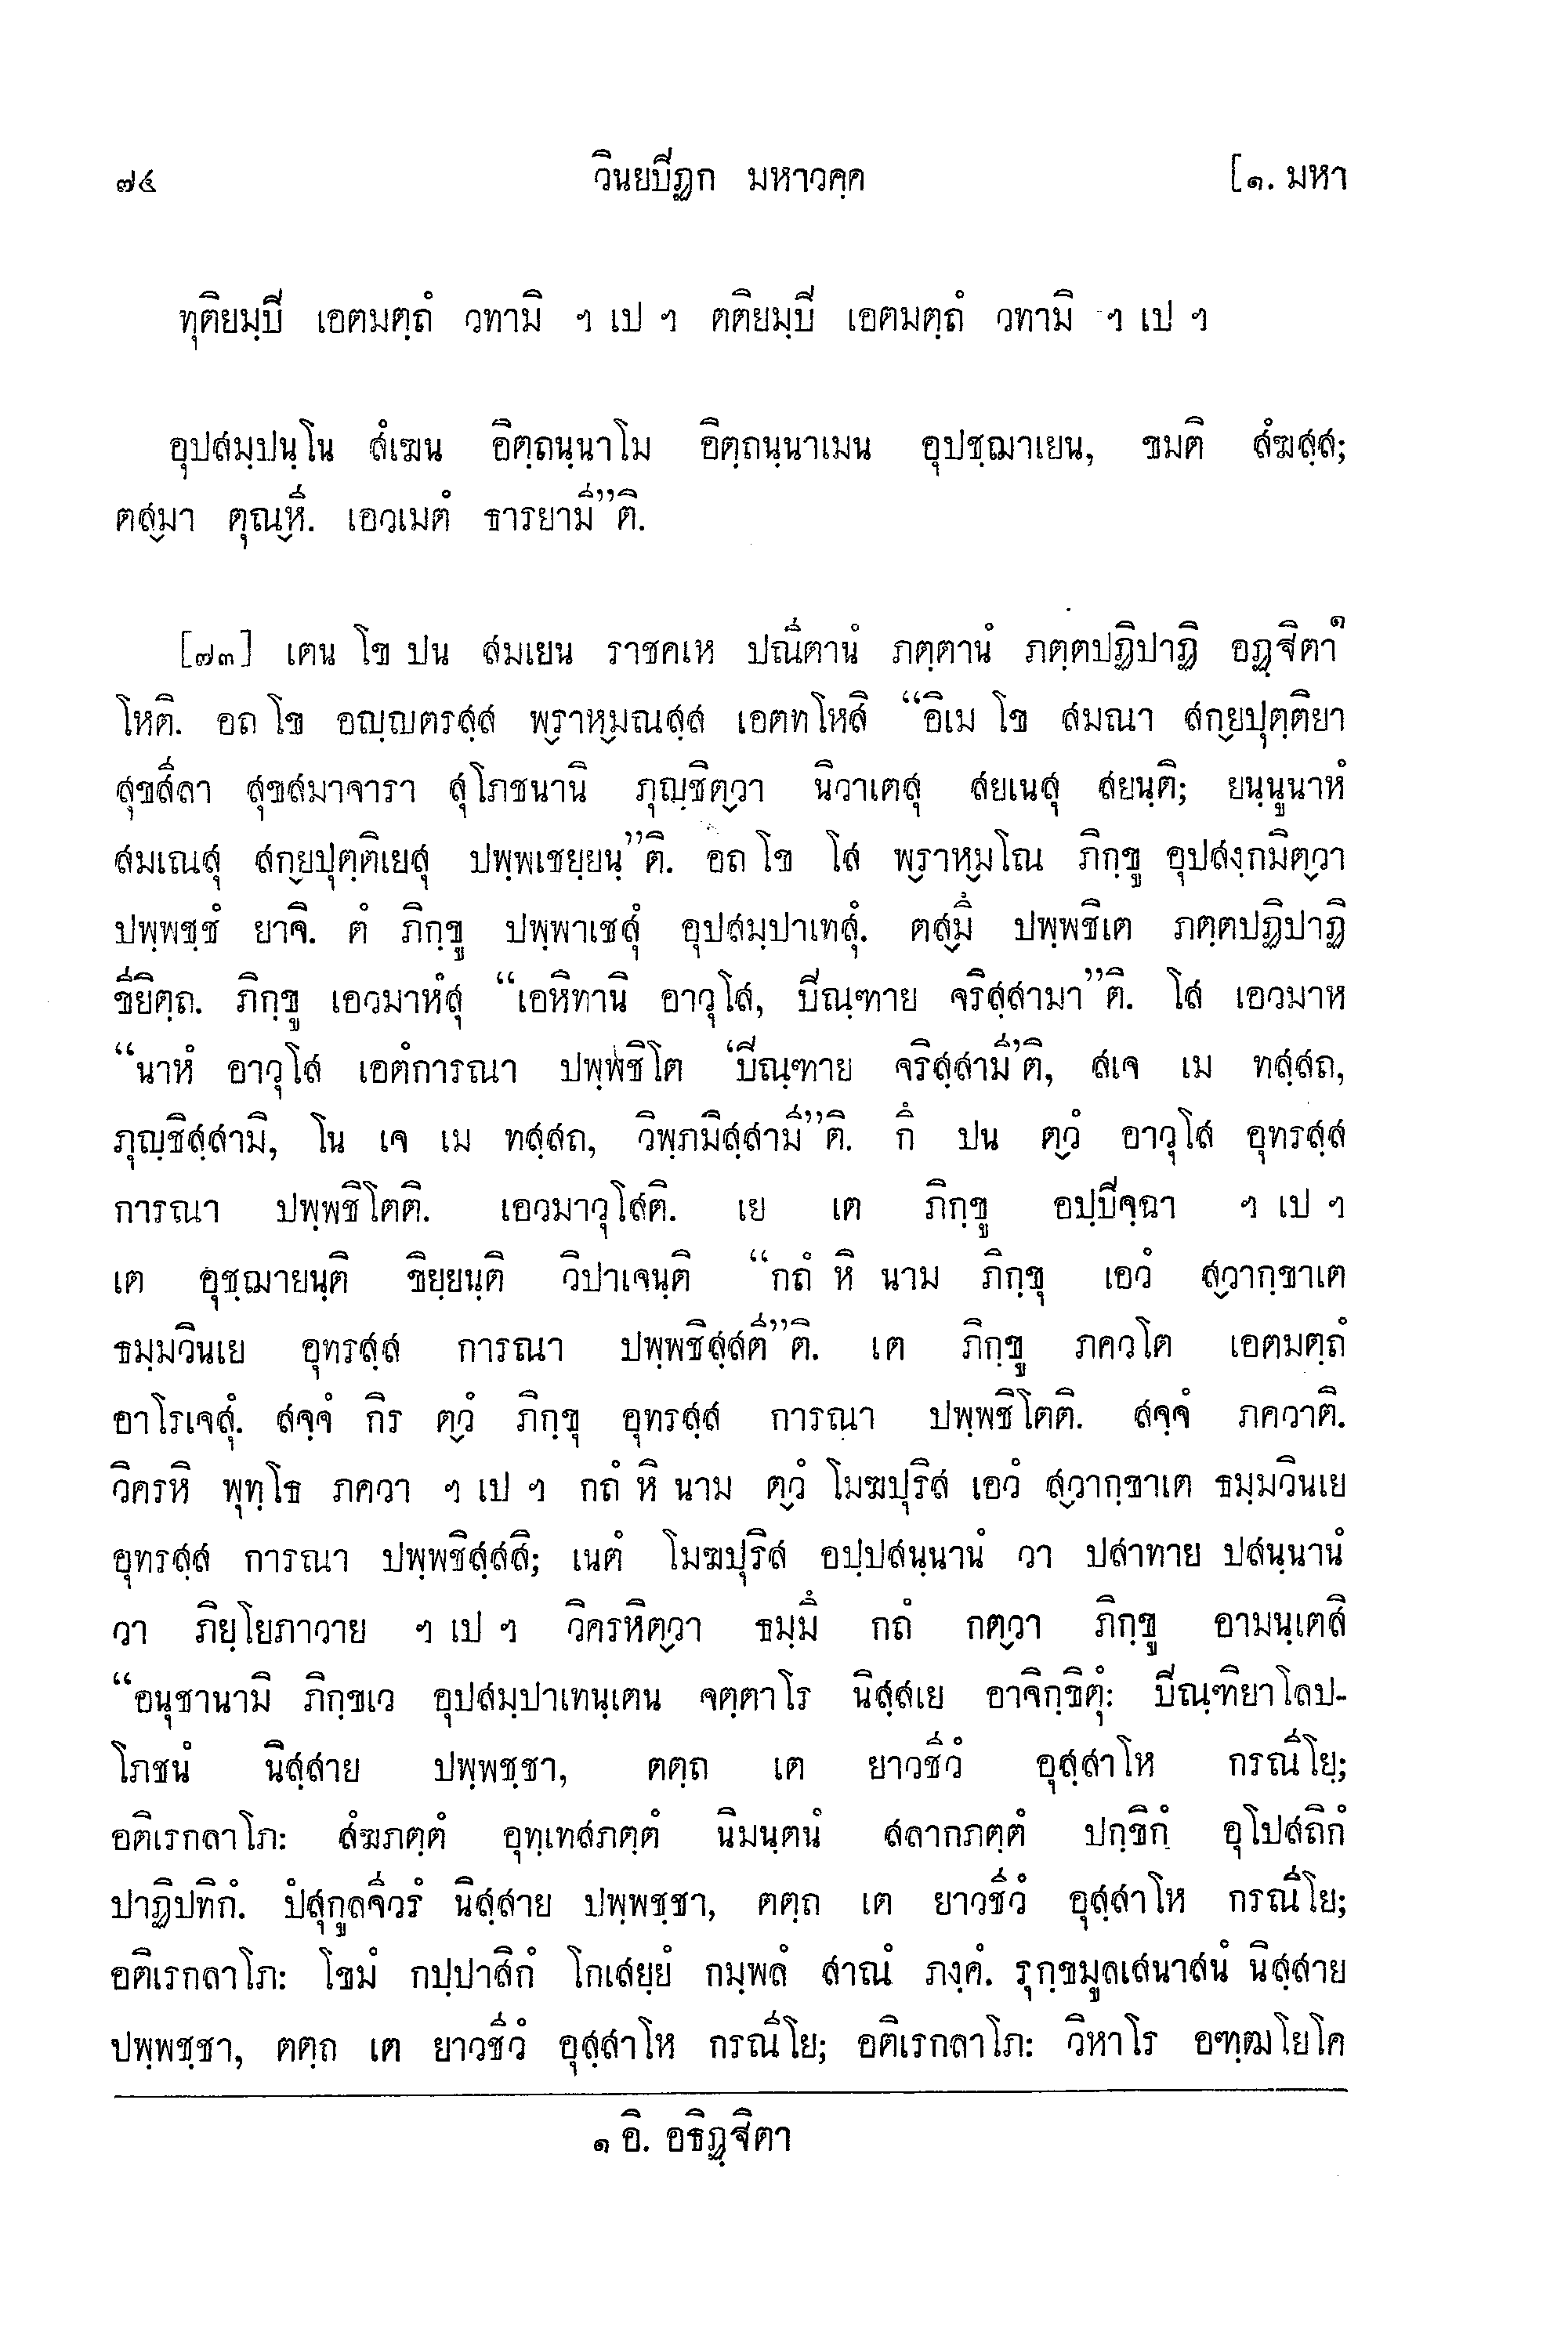 ๗๔ วินยปิฏก มหาวคฺค [๑. มหา
ทุติยมฺปิ เอตมตฺถํ วทามิ ฯ เป ฯ ตติยมฺปิ เอตมตฺถํ วทามิ ฯ เป ฯ
อุปสมฺปนฺโน สํเฆน อิตฺถนฺนาโม อิตฺถนฺนาเมน อุปชฺฌาเยน, ขมติ สํฆสฺส;
ตส๎มา ตุณ๎หี. เอวเมตํ ธารยามี”ติ.
[๗๓] เตน โข ปน สมเยน ราชคเห ปณีตานํ ภตฺตานํ ภตฺตปฏิปาฏิ อฏฺฐิตา๑
โหติ. อถ โข อญฺญตรสฺส พ๎ราห๎มณสฺส เอตทโหสิ “อิเม โข สมณา สก๎ยปุตฺติยา
สุขสีลา สุขสมาจารา สุโภชนานิ ภุญฺชิต๎วา นิวาเตสุ สยเนสุ สยนฺติ; ยนฺนูนาหํ
สมเณสุ สก๎ยปุตฺติเยสุ ปพฺพเชยฺยนฺ”ติ. อถ โข โส พ๎ราห๎มโณ ภิกฺขู อุปสงฺกมิต๎วา
ปพฺพชฺชํ ยาจิ. ตํ ภิกฺขู ปพฺพาเชสุํ อุปสมฺปาเทสุํ. ตส๎มึ ปพฺพชิเต ภตฺตปฏิปาฏิ
ขียิตฺถ. ภิกฺขู เอวมาหํสุ “เอหิทานิ อาวุโส, ปิณฺฑาย จริสฺสามา”ติ. โส เอวมาห
“นาหํ อาวุโส เอตํการณา ปพฺพชิโต ‘ปิณฺฑาย จริสฺสามี’ติ, สเจ เม ทสฺสถ,
ภุญฺชิสฺสามิ, โน เจ เม ทสฺสถ, วิพฺภมิสฺสามี”ติ. กึ ปน ต๎วํ อาวุโส อุทรสฺส
การณา ปพฺพชิโตติ. เอวมาวุโสติ. เย เต ภิกฺขู อปฺปิจฺฉา ฯ เป ฯ
เต อุชฺฌายนฺติ ขิยฺยนฺติ วิปาเจนฺติ “กถํ หิ นาม ภิกฺขุ เอวํ ส๎วากฺขาเต
ธมฺมวินเย อุทรสฺส การณา ปพฺพชิสฺสตี”ติ. เต ภิกฺขู ภควโต เอตมตฺถํ
อาโรเจสุํ. สจฺจํ กิร ต๎วํ ภิกฺขุ อุทรสฺส การณา ปพฺพชิโตติ. สจฺจํ ภควาติ.
วิครหิ พุทฺโธ ภควา ฯ เป ฯ กถํ หิ นาม ต๎วํ โมฆปุริส เอวํ ส๎วากฺขาเต ธมฺมวินเย
อุทรสฺส การณา ปพฺพชิสฺสสิ; เนตํ โมฆปุริส อปฺปสนฺนานํ วา ปสาทาย ปสนฺนานํ
วา ภิยฺโยภาวาย ฯ เป ฯ วิครหิต๎วา ธมฺมึ กถํ กต๎วา ภิกฺขู อามนฺเตสิ
“อนุชานามิ ภิกฺขเว อุปสมฺปาเทนฺเตน จตฺตาโร นิสฺสเย อาจิกฺขิตุํ: ปิณฺฑิยาโลป-
โภชนํ นิสฺสาย ปพฺพชฺชา, ตตฺถ เต ยาวชีวํ อุสฺสาโห กรณีโยฺ;
อติเรกลาโภ: สํฆภตฺตํ อุทฺเทสภตฺตํ นิมนฺตนํ สลากภตฺตํ ปกฺขิกํ อุโปสถิกํ
ปาฏิปทิกํ. ปํสุกูลจีวรํ นิสฺสาย ปพฺพชฺชา, ตตฺถ เต ยาวชีวํ อุสฺสาโห กรณีโย;
อติเรกลาโภ: โขมํ กปฺปาสิกํ โกเสยฺยํ กมฺพลํ สาณํ ภงฺคํ. รุกฺขมูลเสนาสนํ นิสฺสาย
ปพฺพชฺชา, ตตฺถ เต ยาวชีวํ อุสฺสาโห กรณีโย; อติเรกลาโภ: วิหาโร อฑฺฒโยโค
๑ อิ. อธิฏฺฐิตา